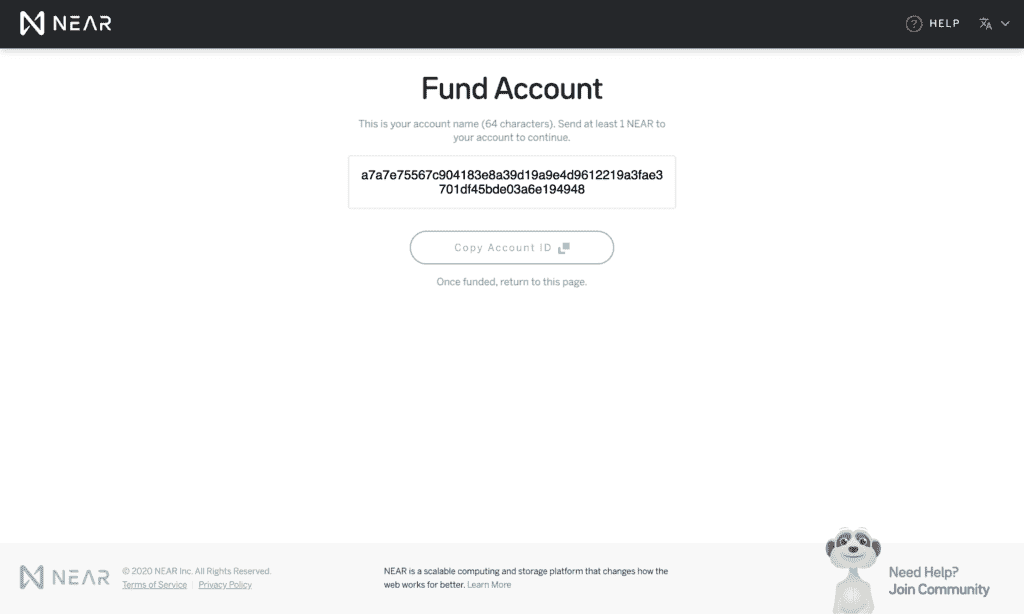 NEAR
HELP
Fund Account
This is your account name (64 characters). Send at least 1 NEAR to
your account to continue.
a7a7e75567c904183e8a39d19a9e4d9612219a3fae3
701df45bde03a6e194948
Copy Account ID
Once funded, return to this page.
NEAR
© 2020 NEAR Inc. All Rights Reserved.
Terms of Service | Privacy Policy
NEAR is a scalable computing and storage platform that changes how the
web works for better. Learn More
Need Help?
Join Community